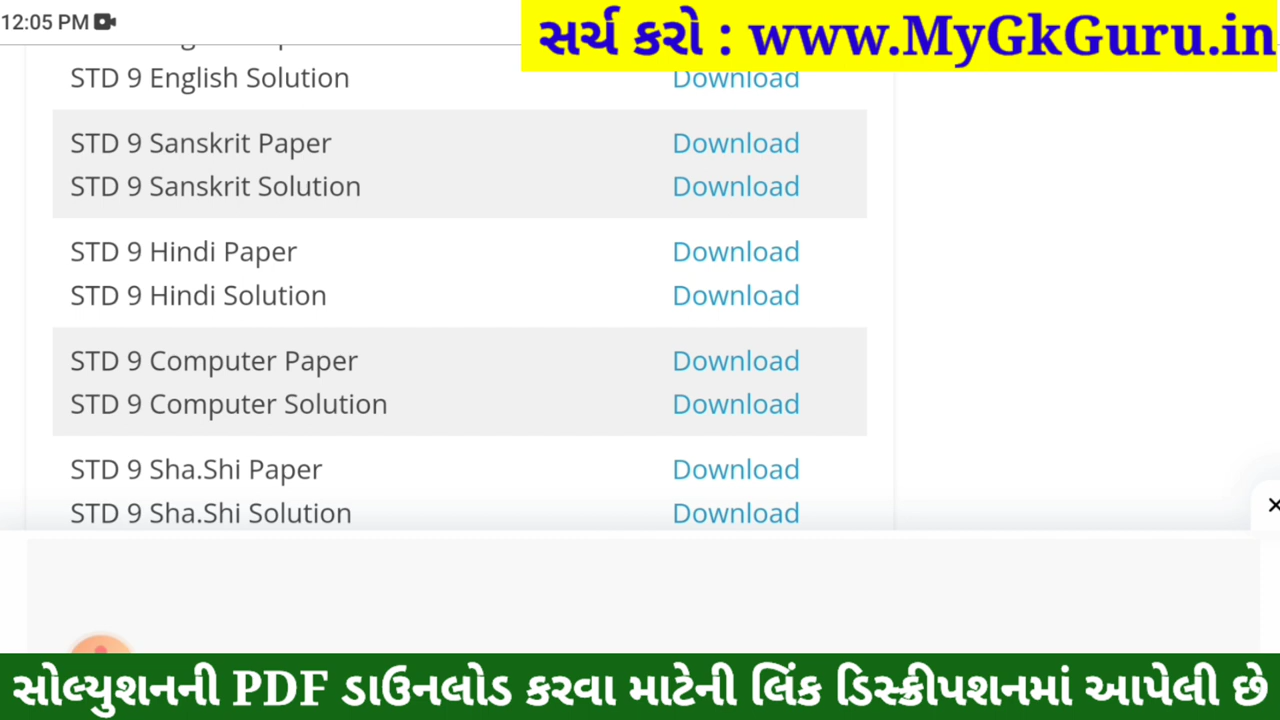 12:05 PM
સર્ચ કરો : www.MyGkGuru.in
STD 9 English Solution Download
STD 9 Sanskrit Paper Download
STD 9 Sanskrit Solution Download
STD 9 Hindi Paper Download
STD 9 Hindi Solution Download
STD 9 Computer Paper Download
STD 9 Computer Solution Download
STD 9 Sha.Shi Paper Download
STD 9 Sha.Shi Solution Download
સોલ્યુશનની PDF ડાઉનલોડ કરવા માટેની લિંક ડિસ્ક્રીપશનમાં આપેલી છે